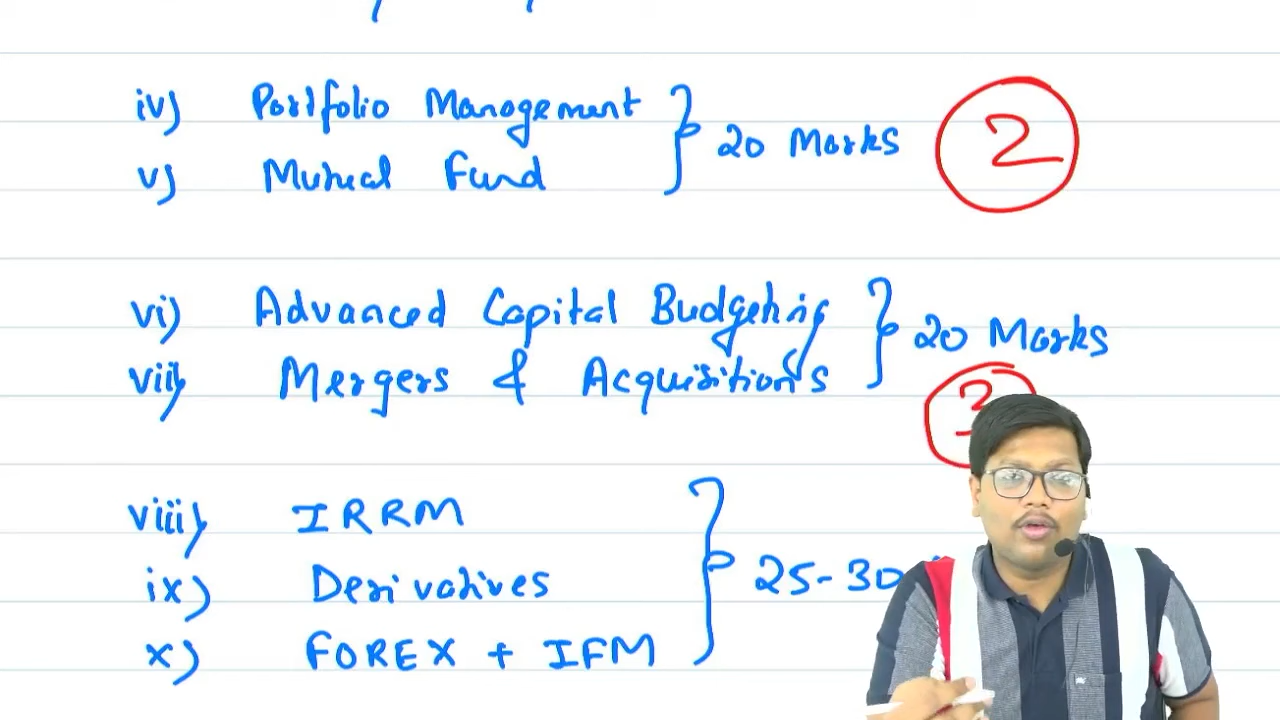 iv) Portfolio Management
v) Mutual Fund
20 Marks
2
vi) Advanced Capital Budgeting
vii) Mergers & Acquisitions
20 Marks
3
viii) IRRM
ix) Derivatives
x) FOREX + IFM
25-30